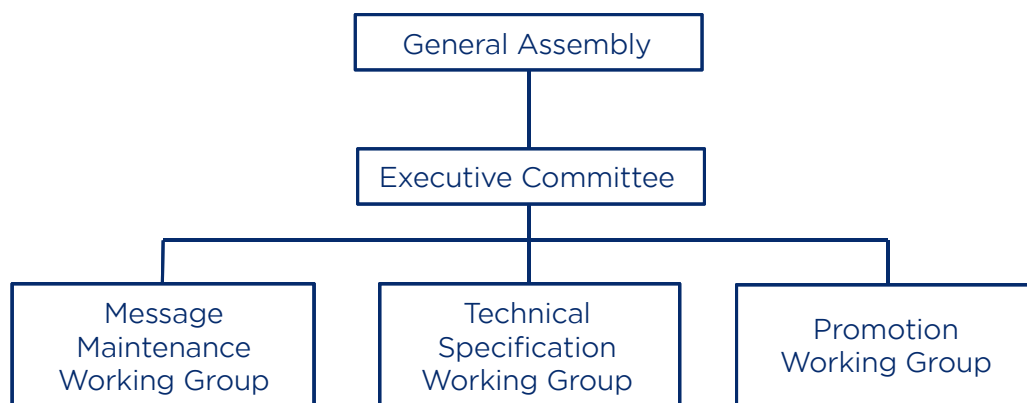 General Assembly
Executive Committee
Message
Maintenance
Working Group
Technical
Specification
Working Group
Promotion
Working Group